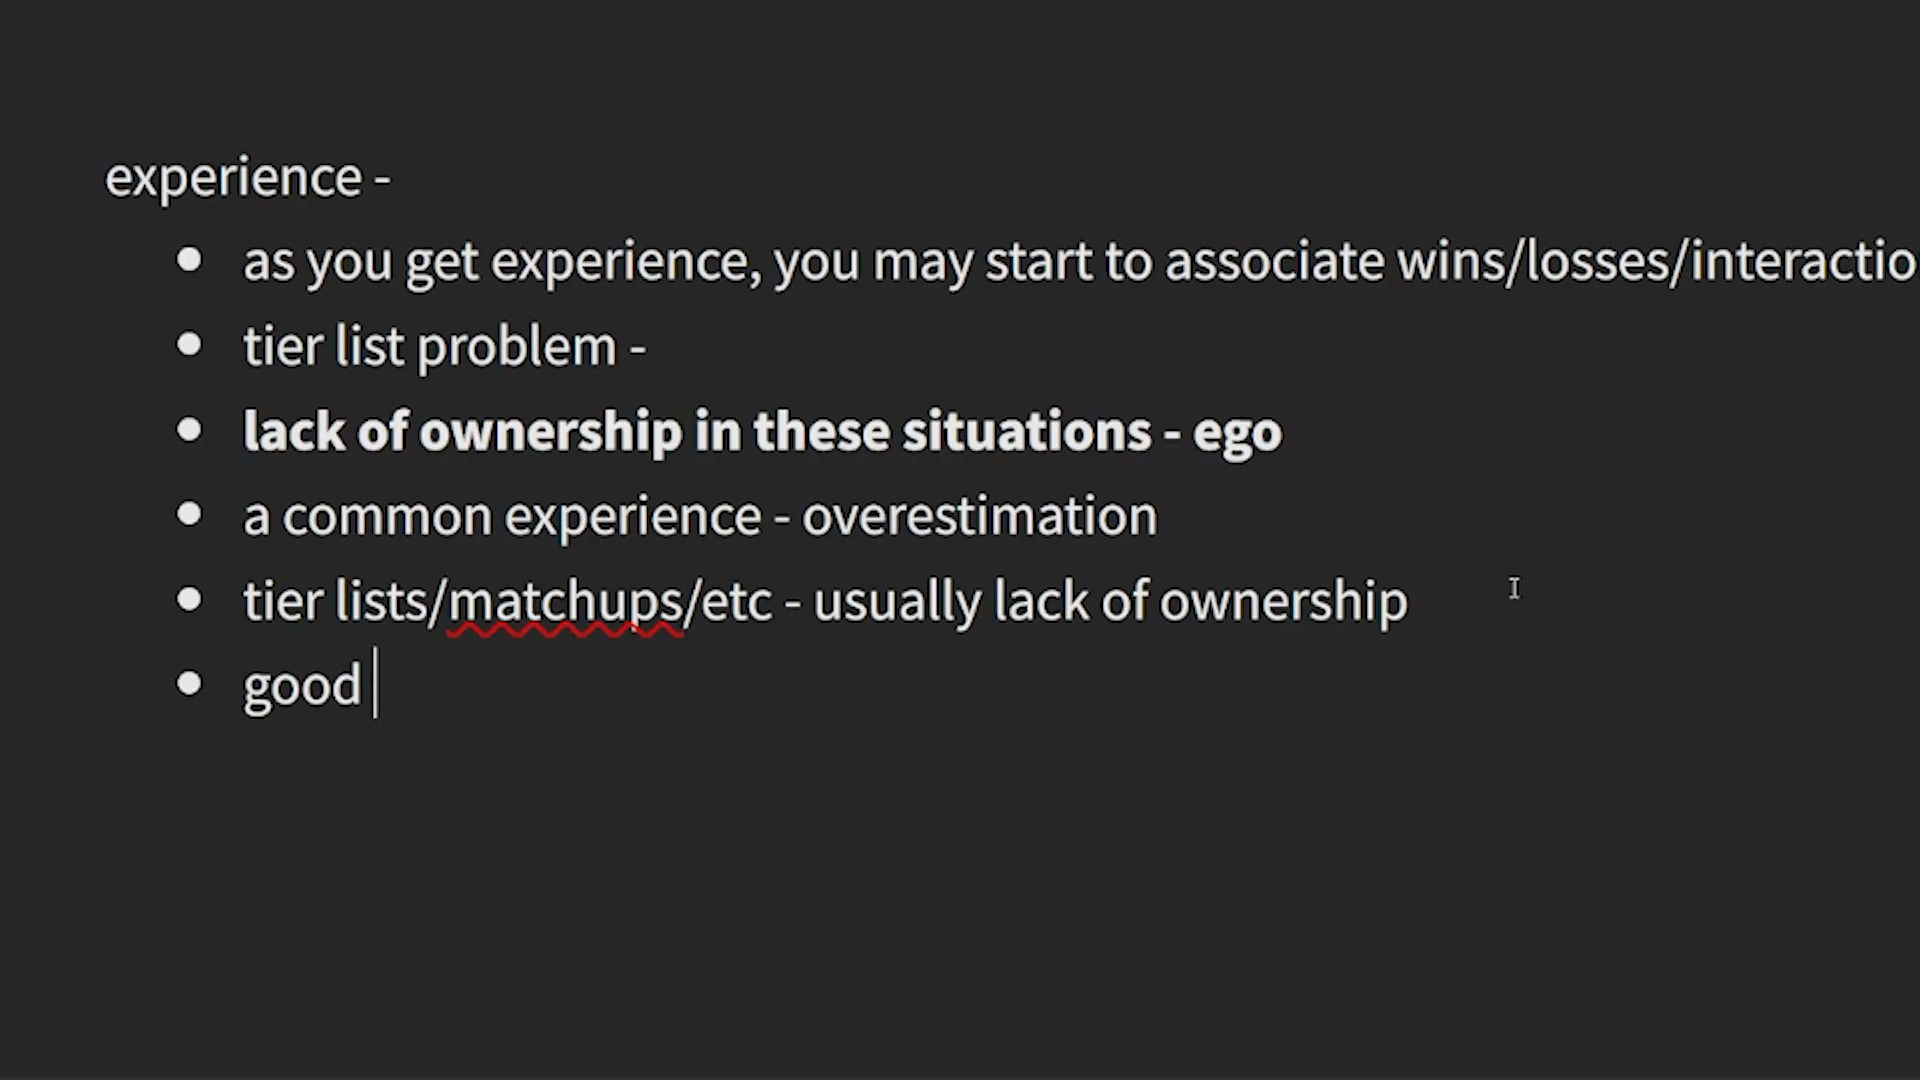 experience -
as you get experience, you may start to associate wins/losses/interactio
tier list problem -
lack of ownership in these situations - ego
a common experience - overestimation
tier lists/matchups/etc - usually lack of ownership
good